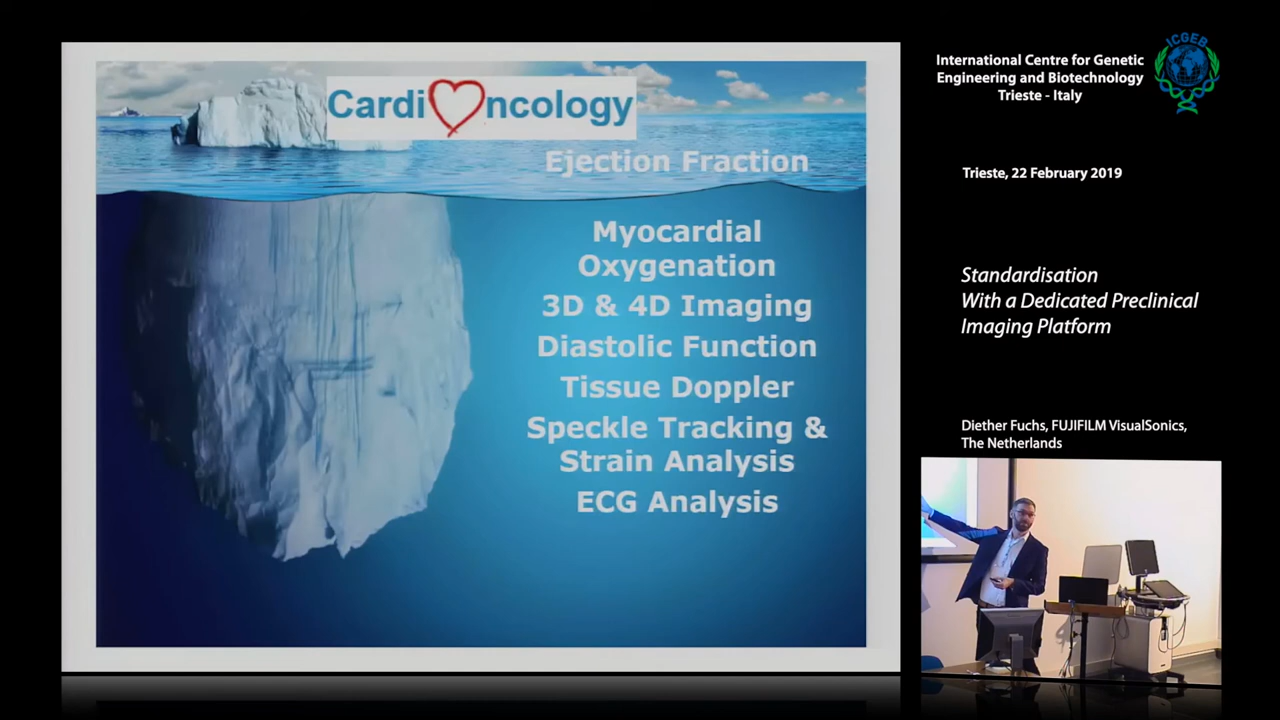 Cardi ncology
Ejection Fraction
Myocardial
Oxygenation
3D & 4D Imaging
Diastolic Function
Tissue Doppler
Speckle Tracking &
Strain Analysis
ECG Analysis
ICGEB
International Centre for Genetic
Engineering and Biotechnology
Trieste - Italy
Trieste, 22 February 2019
Standardisation
With a Dedicated Preclinical
Imaging Platform
Diether Fuchs, FUJIFILM VisualSonics,
The Netherlands